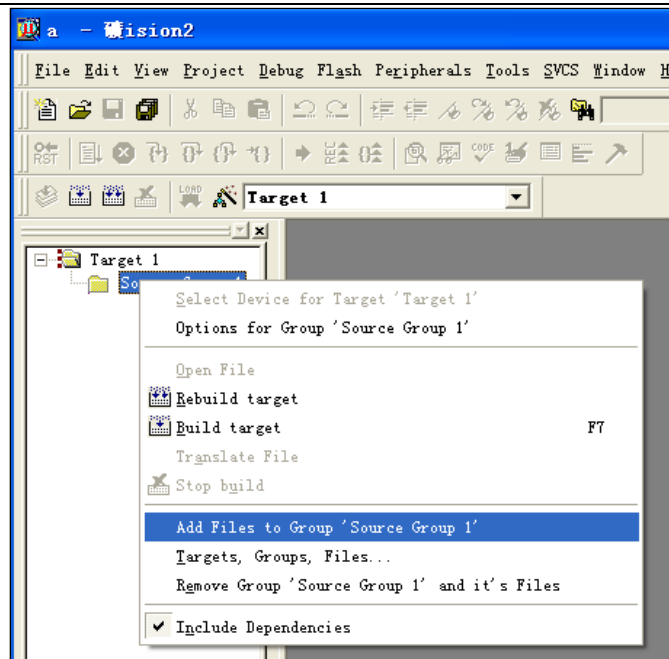 a - 礦ision2
File Edit View Project Debug Flash Peripherals Tools SVCS Window H
RST CODE
LOAD Target 1
Target 1
Select Device for Target 'Target 1'
Options for Group 'Source Group 1'
Open File
Rebuild target
Build target F7
Translate File
Stop build
Add Files to Group 'Source Group 1'
Targets, Groups, Files...
Remove Group 'Source Group 1' and it's Files
Include Dependencies